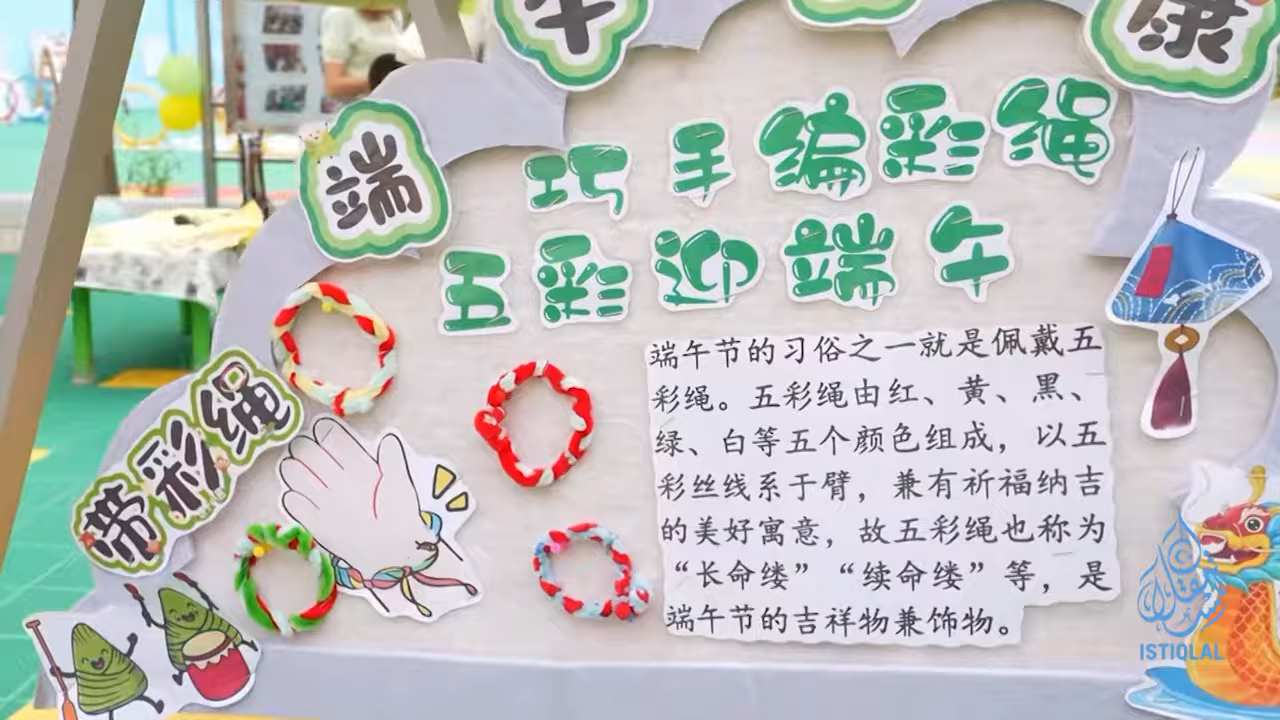 端午
康
巧手编彩绳
五彩迎端午
端午节的习俗之一就是佩戴五
彩绳。五彩绳由红、黄、黑、
绿、白等五个颜色组成，以五
彩丝线系于臂，兼有祈福纳吉
的美好寓意，故五彩绳也称为
“长命缕”“续命缕”等，是
端午节的吉祥物兼饰物。
带彩绳
استقلال
ISTIQLAL